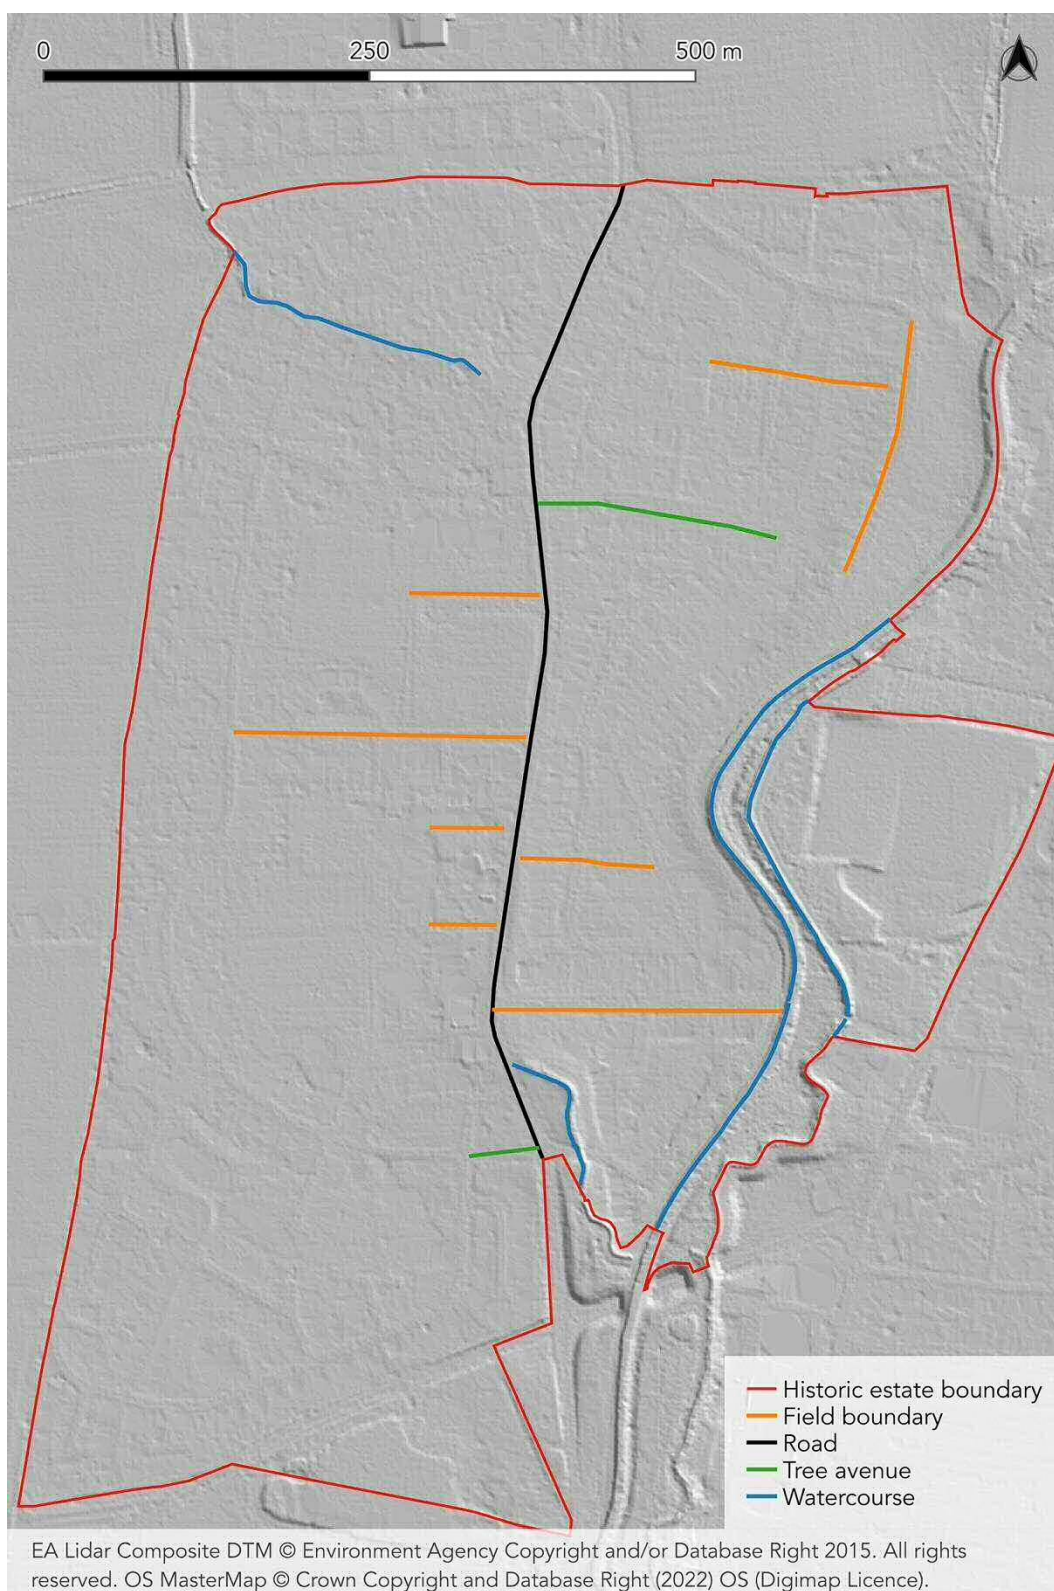 0 250 500 m
Historic estate boundary
Field boundary
Road
Tree avenue
Watercourse
EA Lidar Composite DTM © Environment Agency Copyright and/or Database Right 2015. All rights
reserved. OS MasterMap © Crown Copyright and Database Right (2022) OS (Digimap Licence).